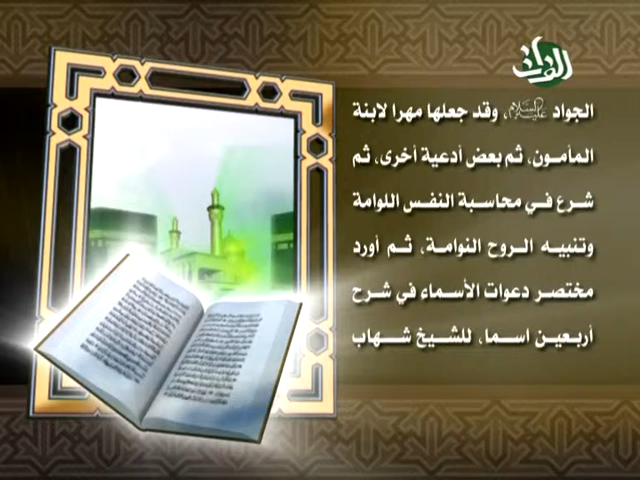 الفرات
الجواد عليه السلام، وقد جعلها مهرا لابنة
المأمون، ثم بعض أدعية أخرى، ثم
شرع في محاسبة النفس اللوامة
وتنبيه الروح النوامة، ثم أورد
مختصر دعوات الأسماء في شرح
أربعين اسما، للشيخ شهاب